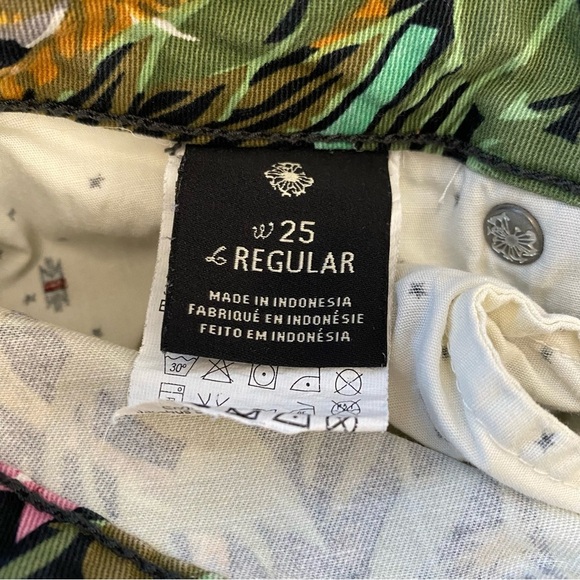 W 25
L REGULAR
MADE IN INDONESIA
FABRIQUÉ EN INDONÉSIE
FEITO EM INDONÉSIA
30°